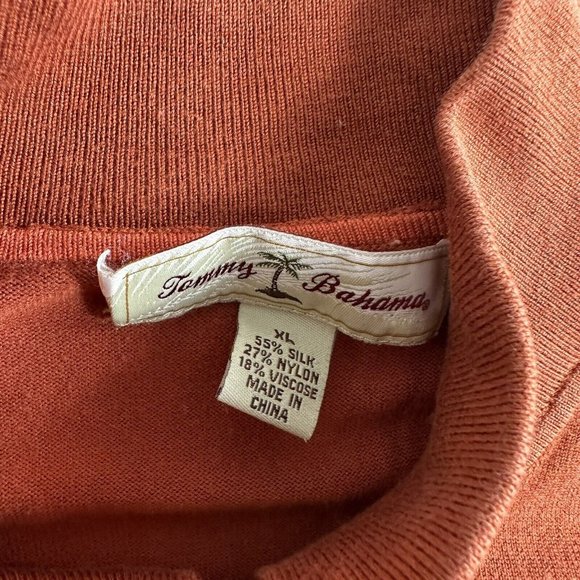 Tommy Bahama®
XL
55% SILK
27% NYLON
18% VISCOSE
MADE IN
CHINA